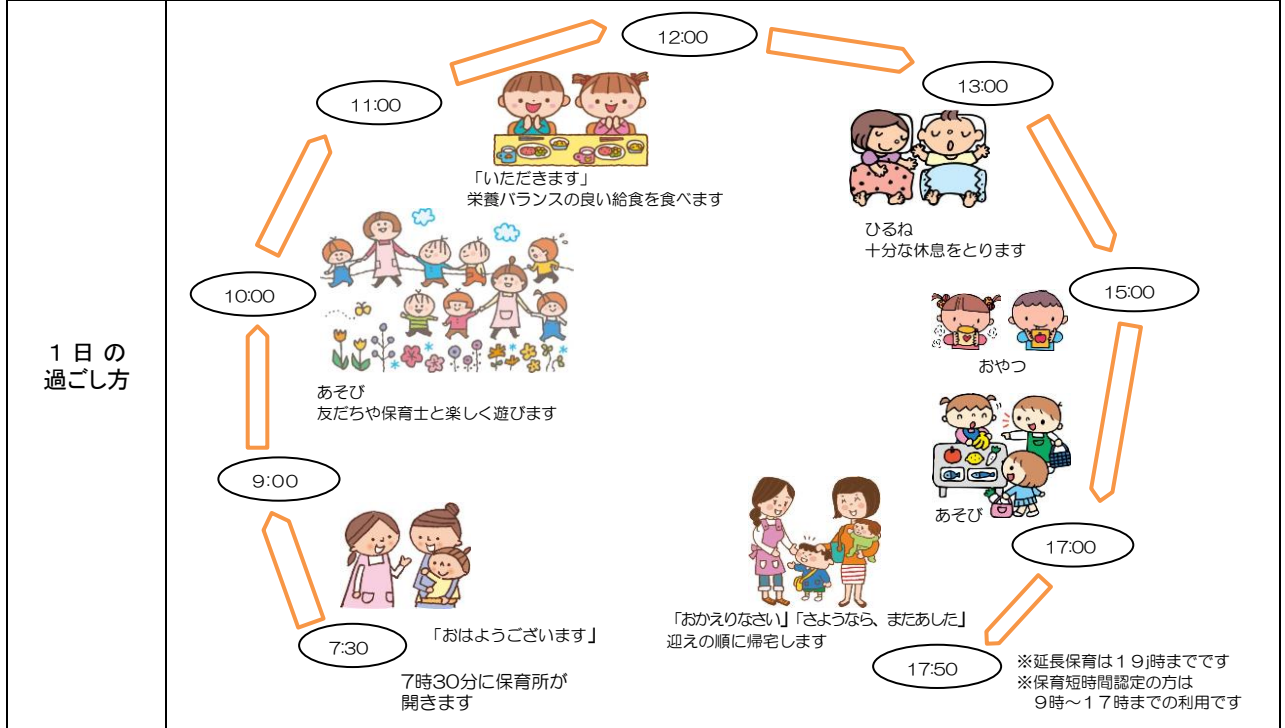 1 日 の
過ごし方
7:30
「おはようございます」
7時30分に保育所が
開きます
9:00
10:00
あそび
友だちや保育士と楽しく遊びます
11:00
「いただきます」
栄養バランスの良い給食を食べます
12:00
13:00
ひるね
十分な休息をとります
15:00
おやつ
あそび
17:00
「おかえりなさい」「さようなら、またあした」
迎えの順に帰宅します
17:50
※延長保育は19j時までです
※保育短時間認定の方は
9時～17時までの利用です